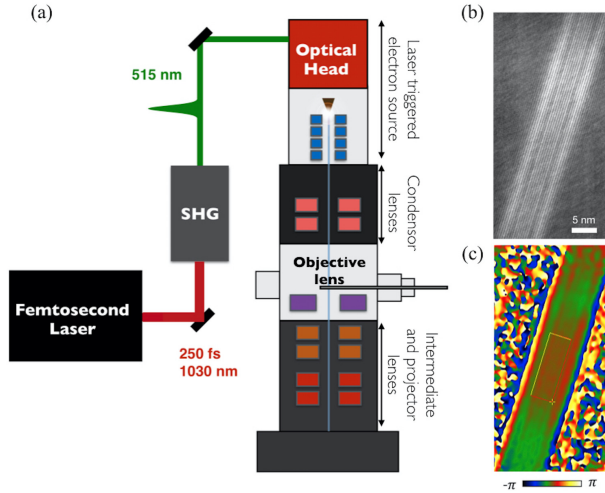 (a)
515 nm
Optical
Head
Laser triggered
electron source
SHG
Condensor
lenses
Objective
lens
Femtosecond
Laser
250 fs
1030 nm
Intermediate
and projector
lenses
(b)
5 nm
(c)
-π
π